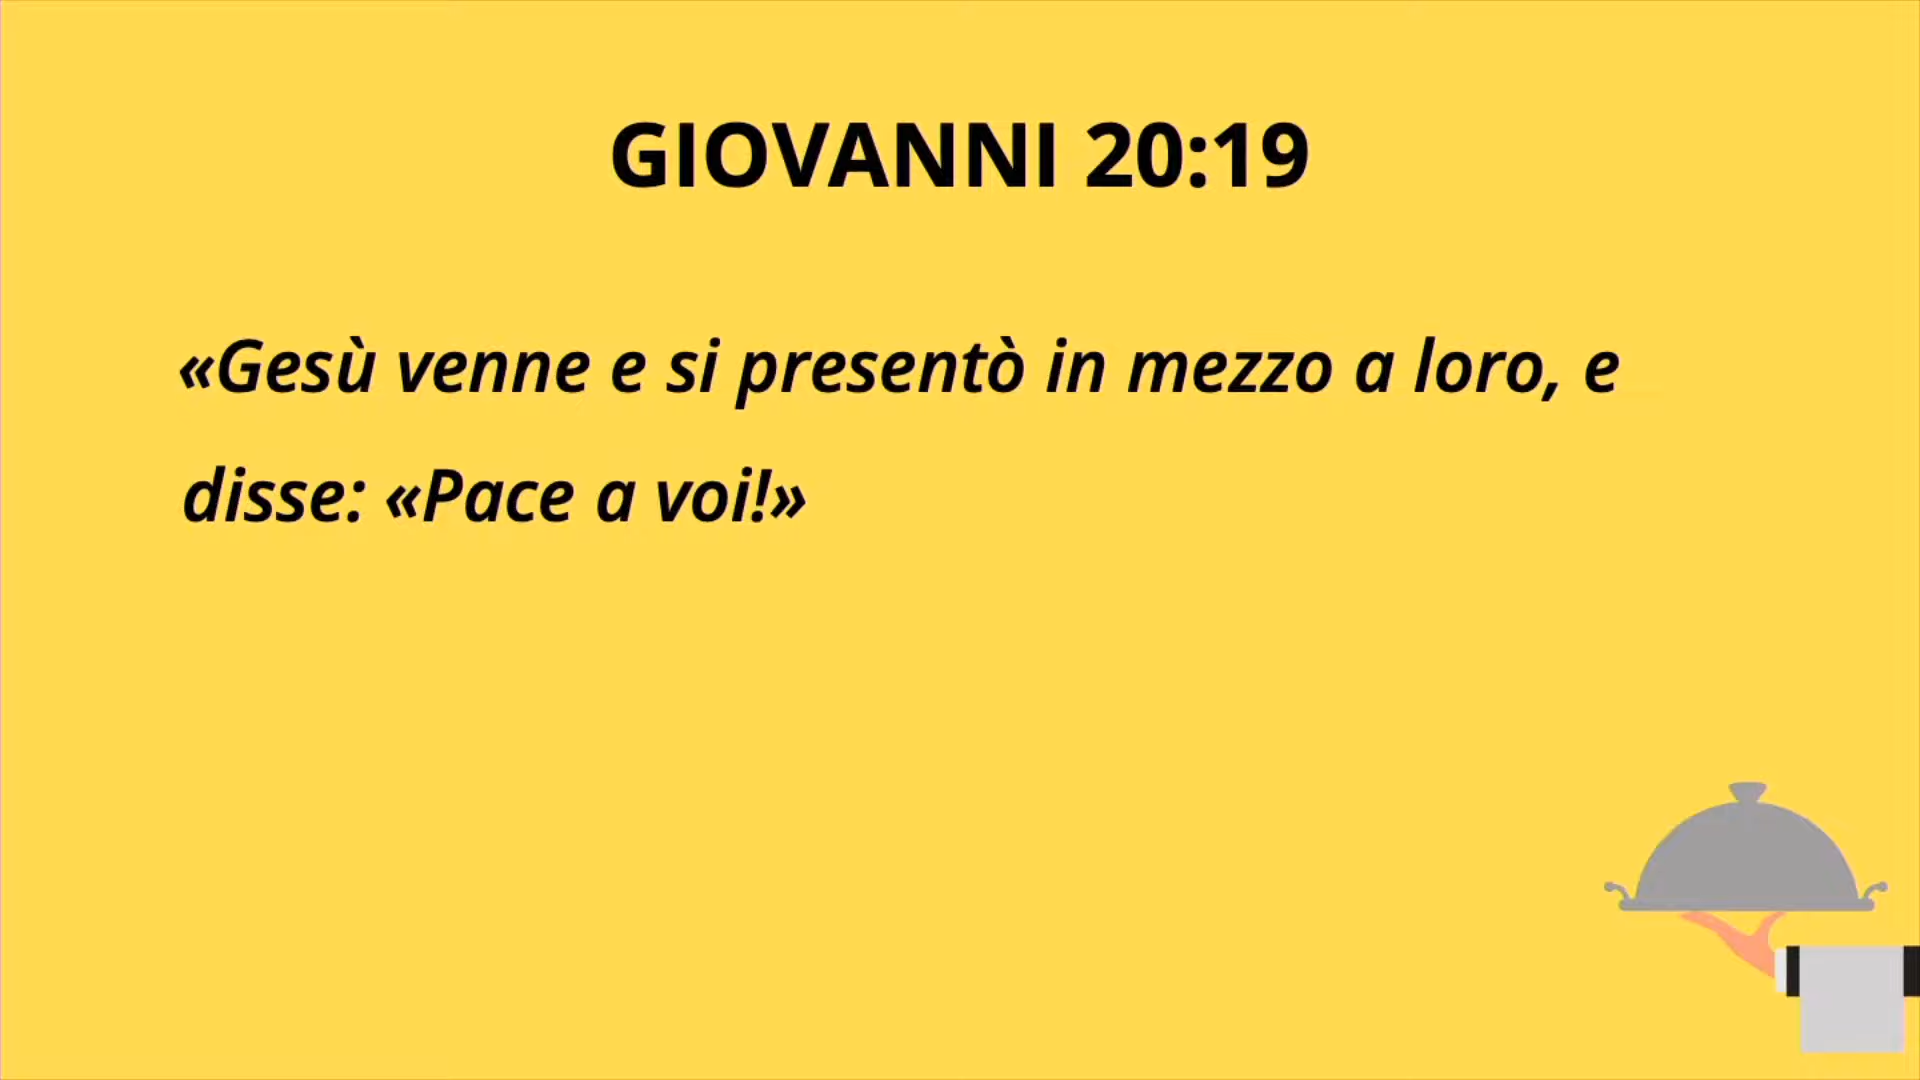 GIOVANNI 20:19
«Gesù venne e si presentò in mezzo a loro, e
disse: «Pace a voi!»